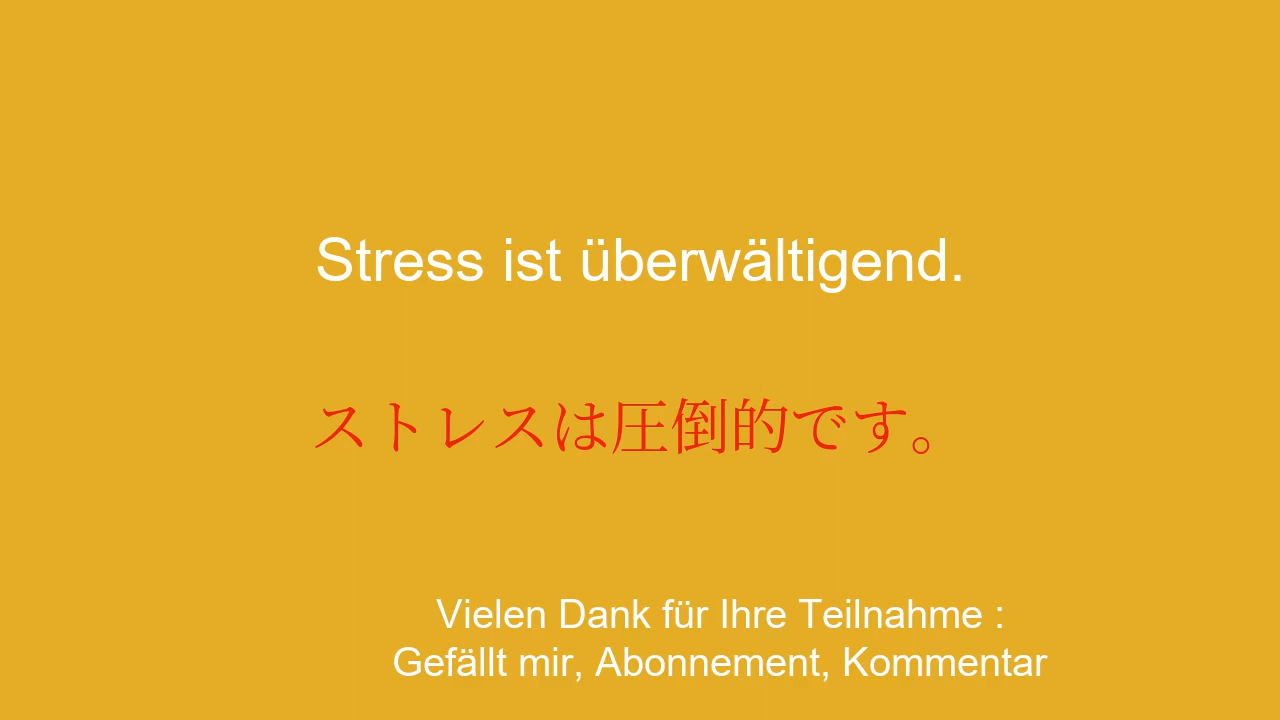 Stress ist überwältigend.
ストレスは圧倒的です。
Vielen Dank für Ihre Teilnahme :
Gefällt mir, Abonnement, Kommentar